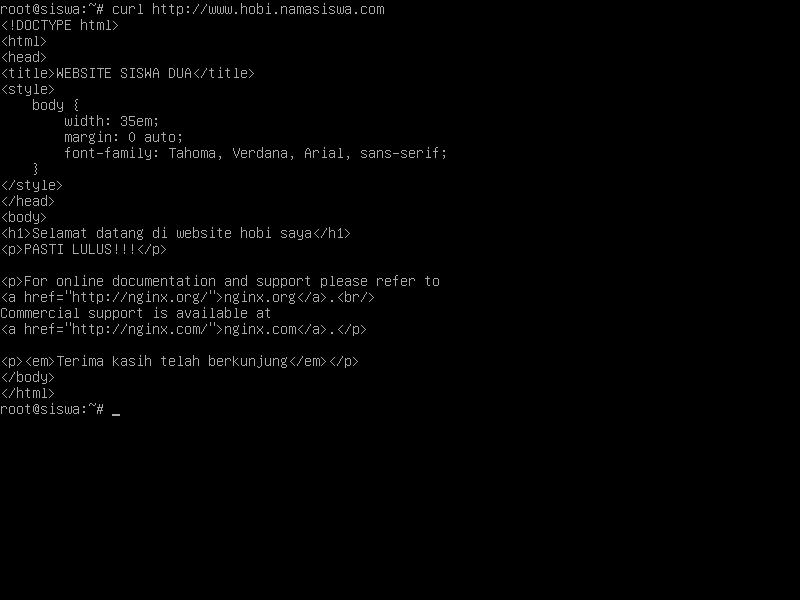 root@siswa:~# curl http://www.hobi.namasiswa.com
<!DOCTYPE html>
<html>
<head>
<title>WEBSITE SISWA DUA</title>
<style>
    body {
        width: 35em;
        margin: 0 auto;
        font-family: Tahoma, Verdana, Arial, sans-serif;
    }
</style>
</head>
<body>
<h1>Selamat datang di website hobi saya</h1>
<p>PASTI LULUS!!!</p>

<p>For online documentation and support please refer to
<a href="http://nginx.org/">nginx.org</a>.<br/>
Commercial support is available at
<a href="http://nginx.com/">nginx.com</a>.</p>

<p><em>Terima kasih telah berkunjung</em></p>
</body>
</html>
root@siswa:~# _